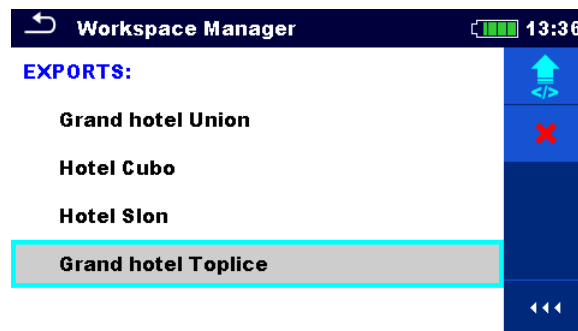 Workspace Manager 13:36
EXPORTS:
</>
Grand hotel Union
Hotel Cubo
Hotel Slon
Grand hotel Toplice